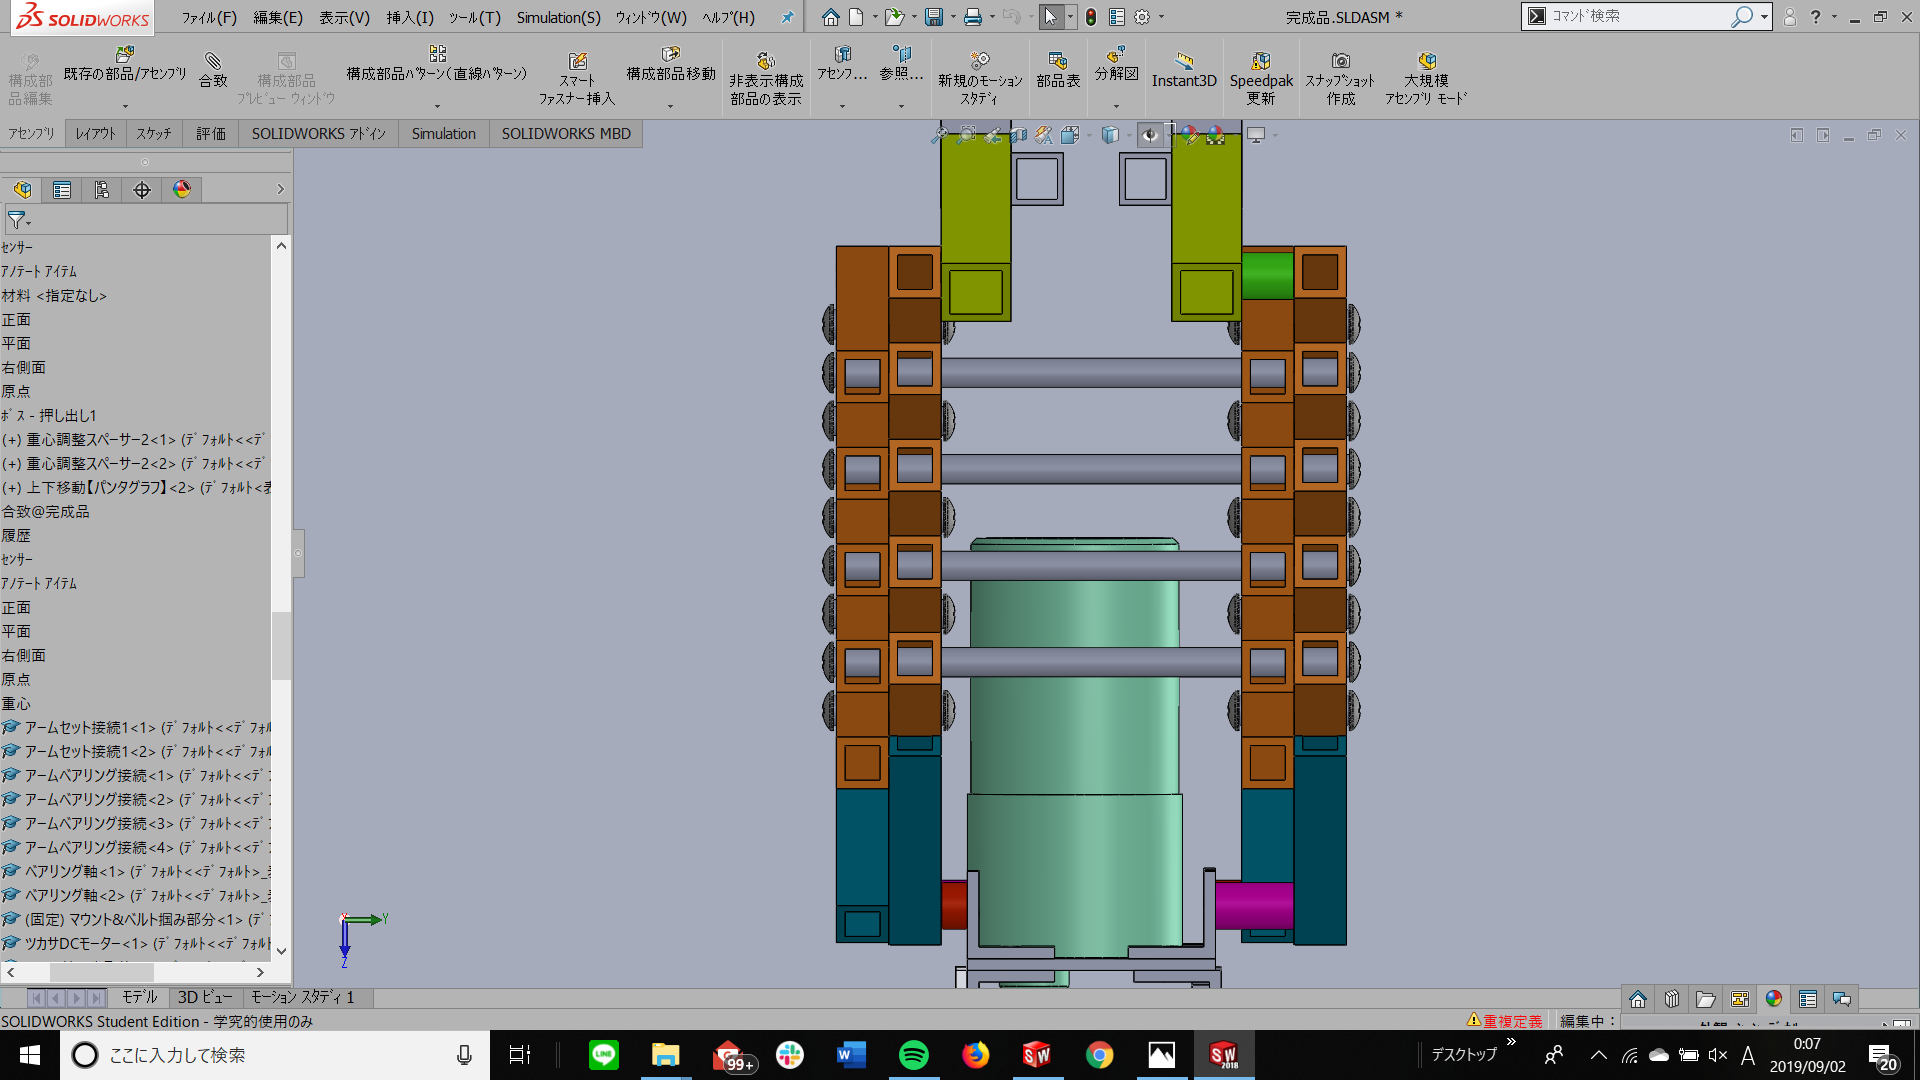 SOLIDWORKS
ﾌｧｲﾙ(F) 編集(E) 表示(V) 挿入(I) ﾂｰﾙ(T) Simulation(S) ｳｨﾝﾄﾞｳ(W) ﾍﾙﾌﾟ(H)
完成品.SLDASM *
ｺﾏﾝﾄﾞ検索
構成部品編集
既存の部品/ｱｾﾝﾌﾞﾘ
合致
構成部品ﾌﾟﾚﾋﾞｭｰ ｳｨﾝﾄﾞｳ
構成部品ﾊﾟﾀｰﾝ(直線ﾊﾟﾀｰﾝ)
ｽﾏｰﾄ ﾌｧｽﾅｰ挿入
構成部品移動
非表示構成部品の表示
ｱｾﾝﾌﾞ...
参照...
新規のﾓｰｼｮﾝ ｽﾀﾃﾞｨ
部品表
分解図
Instant3D
Speedpak 更新
ｽﾅｯﾌﾟｼｮｯﾄ作成
大規模 ｱｾﾝﾌﾞﾘ ﾓｰﾄﾞ
ｱｾﾝﾌﾞﾘ ﾚｲｱｳﾄ ｽｹｯﾁ 評価 SOLIDWORKS ｱﾄﾞｲﾝ Simulation SOLIDWORKS MBD
ｾﾝｻｰ
ｱﾉﾃｰﾄ ｱｲﾃﾑ
材料 <指定なし>
正面
平面
右側面
原点
ﾎﾞｽ - 押し出し1
(+) 重心調整スペーサー2<1> (ﾃﾞﾌｫﾙﾄ<<ﾃﾞ
(+) 重心調整スペーサー2<2> (ﾃﾞﾌｫﾙﾄ<<ﾃﾞ
(+) 上下移動【パンタグラフ】<2> (ﾃﾞﾌｫﾙﾄ<表
合致@完成品
履歴
ｾﾝｻｰ
ｱﾉﾃｰﾄ ｱｲﾃﾑ
正面
平面
右側面
原点
重心
アームセット接続1<1> (ﾃﾞﾌｫﾙﾄ<<ﾃﾞﾌｫﾙ
アームセット接続1<2> (ﾃﾞﾌｫﾙﾄ<<ﾃﾞﾌｫﾙ
アームベアリング接続<1> (ﾃﾞﾌｫﾙﾄ<<ﾃﾞﾌ
アームベアリング接続<2> (ﾃﾞﾌｫﾙﾄ<<ﾃﾞﾌ
アームベアリング接続<3> (ﾃﾞﾌｫﾙﾄ<<ﾃﾞﾌ
アームベアリング接続<4> (ﾃﾞﾌｫﾙﾄ<<ﾃﾞﾌ
ベアリング軸<1> (ﾃﾞﾌｫﾙﾄ<<ﾃﾞﾌｫﾙﾄ>_表
ベアリング軸<2> (ﾃﾞﾌｫﾙﾄ<<ﾃﾞﾌｫﾙﾄ>_表
(固定) マウント&ベルト掴み部分<1> (ﾃﾞ
ツカサDCモーター<1> (ﾃﾞﾌｫﾙﾄ<<ﾃﾞﾌｫﾙﾄ
Y
Z
ﾓﾃﾞﾙ 3D ﾋﾞｭｰ ﾓｰｼｮﾝ ｽﾀﾃﾞｨ 1
SOLIDWORKS Student Edition - 学究的使用のみ
重複定義 編集中 :
ここに入力して検索
LINE
99+
2018
デスクトップ
A
0:07
2019/09/02
20